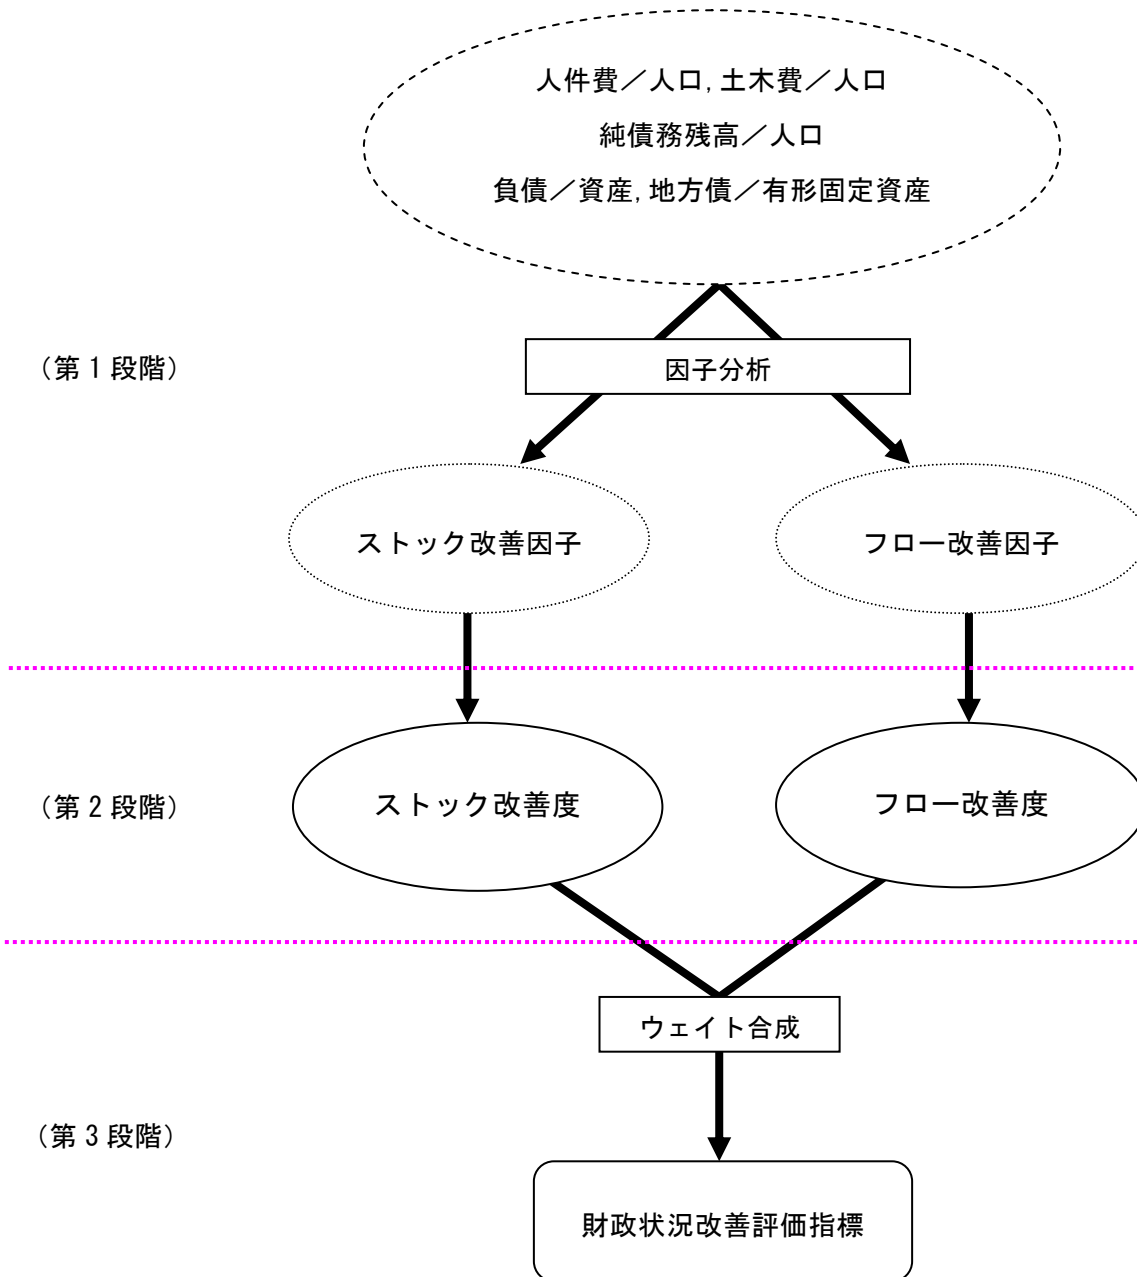 人件費／人口, 土木費／人口
純債務残高／人口
負債／資産, 地方債／有形固定資産
（第１段階）
因子分析
ストック改善因子
フロー改善因子
（第２段階）
ストック改善度
フロー改善度
ウェイト合成
（第３段階）
財政状況改善評価指標